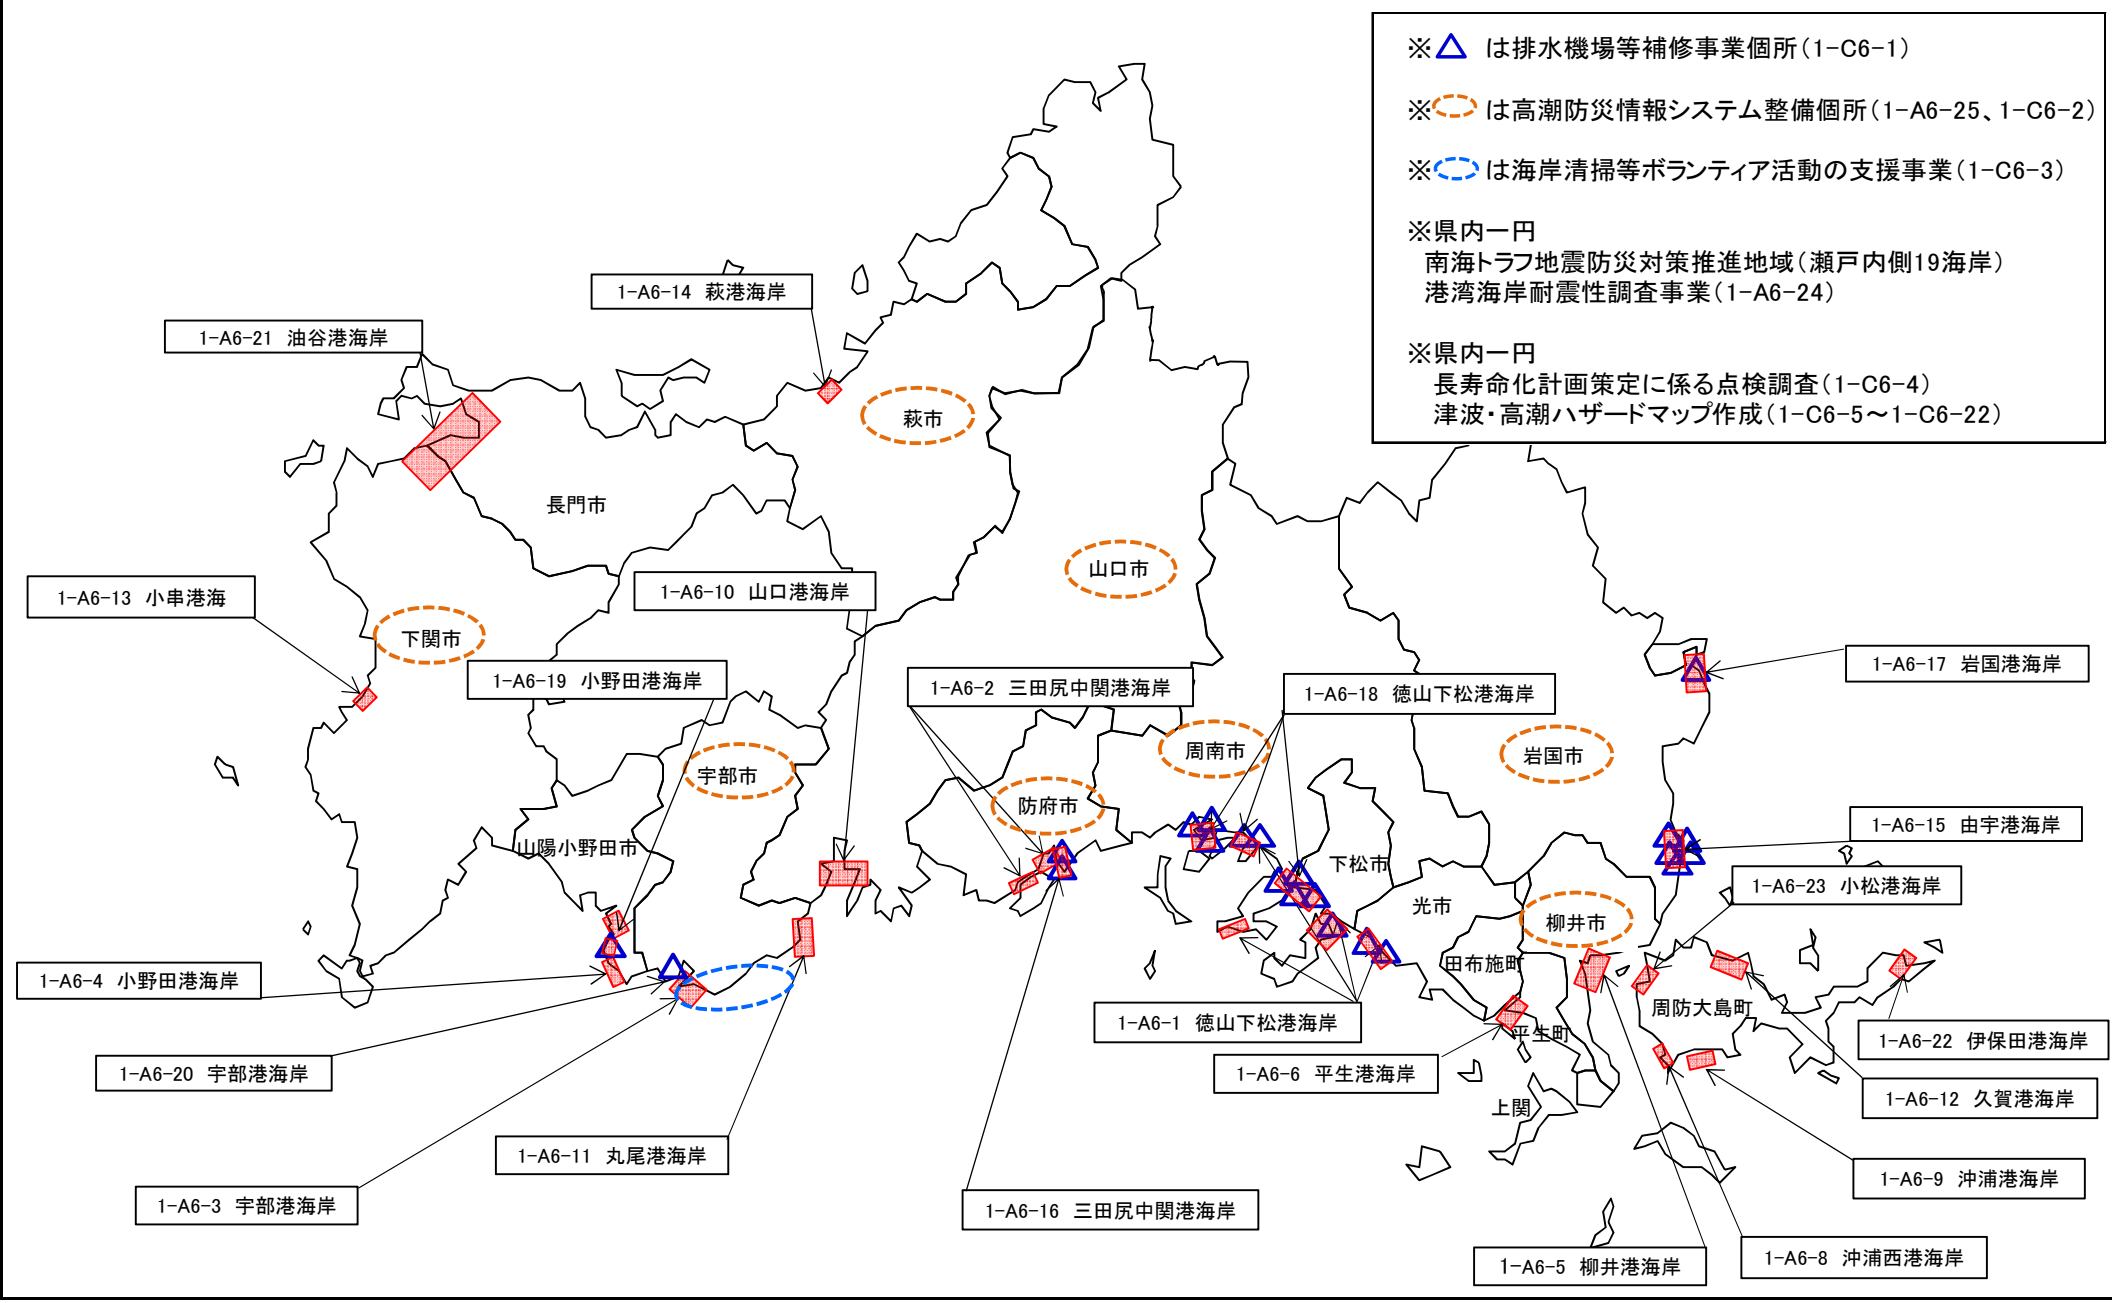 ※△ は排水機場等補修事業個所(1-C6-1)
※ は高潮防災情報システム整備個所(1-A6-25、1-C6-2)
※ は海岸清掃等ボランティア活動の支援事業(1-C6-3)
※県内一円
南海トラフ地震防災対策推進地域(瀬戸内側19海岸)
港湾海岸耐震性調査事業(1-A6-24)
※県内一円
長寿命化計画策定に係る点検調査(1-C6-4)
津波・高潮ハザードマップ作成(1-C6-5~1-C6-22)
1-A6-14 萩港海岸
1-A6-21 油谷港海岸
萩市
長門市
山口市
1-A6-13 小串港海
1-A6-10 山口港海岸
下関市
1-A6-19 小野田港海岸
1-A6-2 三田尻中関港海岸
1-A6-18 徳山下松港海岸
1-A6-17 岩国港海岸
周南市
岩国市
宇部市
防府市
1-A6-15 由宇港海岸
山陽小野田市
下松市
1-A6-23 小松港海岸
光市
柳井市
田布施町
1-A6-4 小野田港海岸
周防大島町
1-A6-1 徳山下松港海岸
平生町
1-A6-22 伊保田港海岸
1-A6-20 宇部港海岸
1-A6-6 平生港海岸
1-A6-12 久賀港海岸
上関
1-A6-11 丸尾港海岸
1-A6-9 沖浦港海岸
1-A6-3 宇部港海岸
1-A6-16 三田尻中関港海岸
1-A6-8 沖浦西港海岸
1-A6-5 柳井港海岸